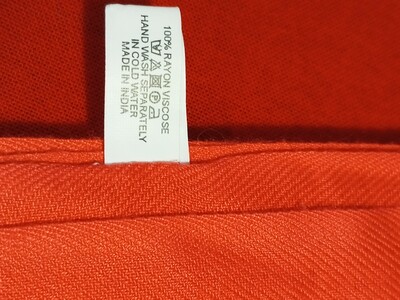 100% RAYON VISCOSE
HAND WASH SEPARATELY
IN COLD WATER
MADE IN INDIA